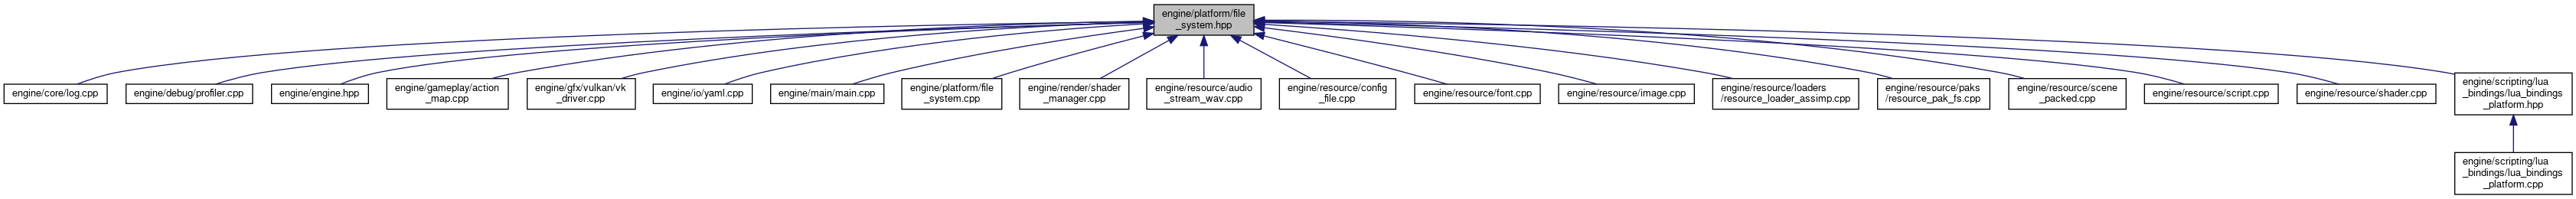 engine/platform/file
_system.hpp
engine/core/log.cpp
engine/debug/profiler.cpp
engine/engine.hpp
engine/gameplay/action
_map.cpp
engine/gfx/vulkan/vk
_driver.cpp
engine/io/yaml.cpp
engine/main/main.cpp
engine/platform/file
_system.cpp
engine/render/shader
_manager.cpp
engine/resource/audio
_stream_wav.cpp
engine/resource/config
_file.cpp
engine/resource/font.cpp
engine/resource/image.cpp
engine/resource/loaders
/resource_loader_assimp.cpp
engine/resource/paks
/resource_pak_fs.cpp
engine/resource/scene
_packed.cpp
engine/resource/script.cpp
engine/resource/shader.cpp
engine/scripting/lua
_bindings/lua_bindings
_platform.hpp
engine/scripting/lua
_bindings/lua_bindings
_platform.cpp